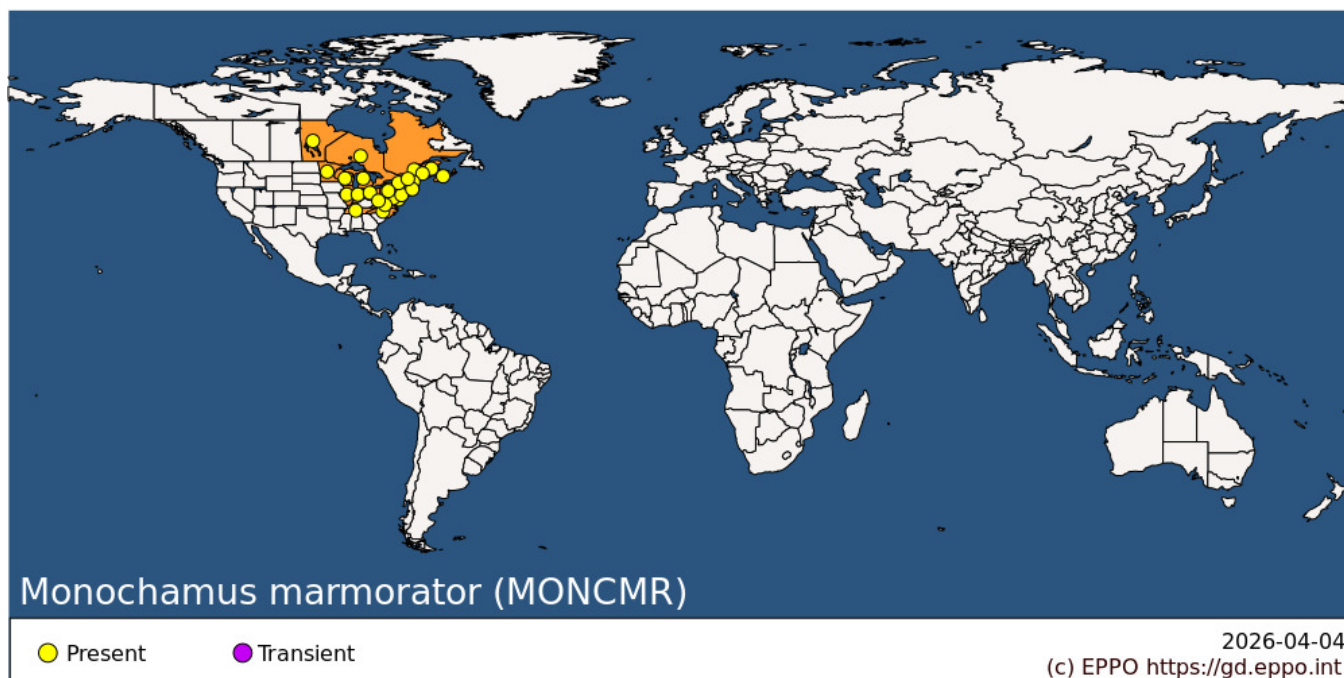 Monochamus marmorator (MONCMR)
Present
Transient
2026-04-04
(c) EPPO https://gd.eppo.int